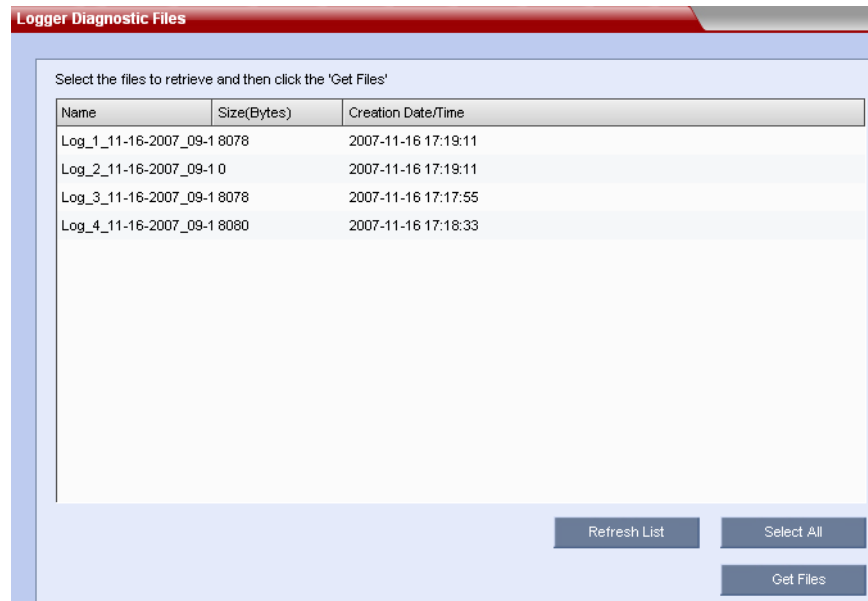 Logger Diagnostic Files
Select the files to retrieve and then click the 'Get Files'
Name Size(Bytes) Creation Date/Time
Log_1_11-16-2007_09-1 8078 2007-11-16 17:19:11
Log_2_11-16-2007_09-1 0 2007-11-16 17:19:11
Log_3_11-16-2007_09-1 8078 2007-11-16 17:17:55
Log_4_11-16-2007_09-1 8080 2007-11-16 17:18:33
Refresh List Select All
Get Files